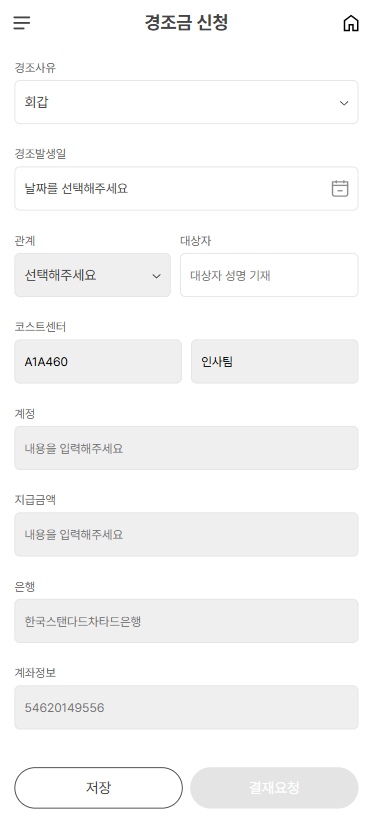 경조금 신청
경조사유
회갑
경조발생일
날짜를 선택해주세요
관계 대상자
선택해주세요 대상자 성명 기재
코스트센터
A1A460 인사팀
계정
내용을 입력해주세요
지급금액
내용을 입력해주세요
은행
한국스탠다드차타드은행
계좌정보
54620149556
저장 결재요청